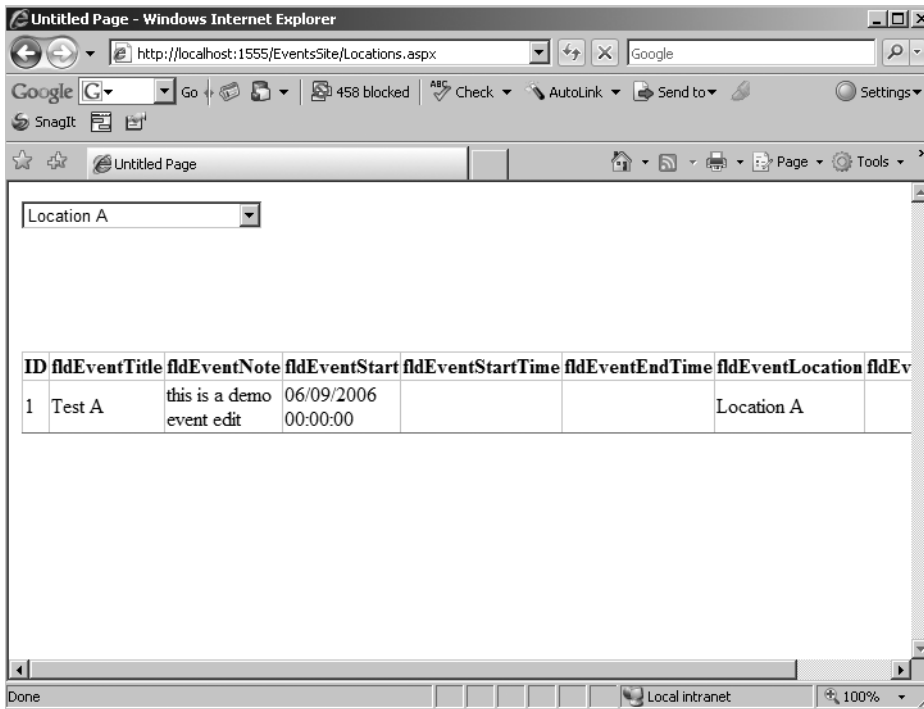 Untitled Page - Windows Internet Explorer
http://localhost:1555/EventsSite/Locations.aspx
Google
Google G Go 458 blocked ABC Check AutoLink Send to Settings
SnagIt
Untitled Page Page Tools
Location A
ID fldEventTitle fldEventNote fldEventStart fldEventStartTime fldEventEndTime fldEventLocation fldEv
1 Test A this is a demo 06/09/2006 Location A
event edit 00:00:00
Done Local intranet 100%